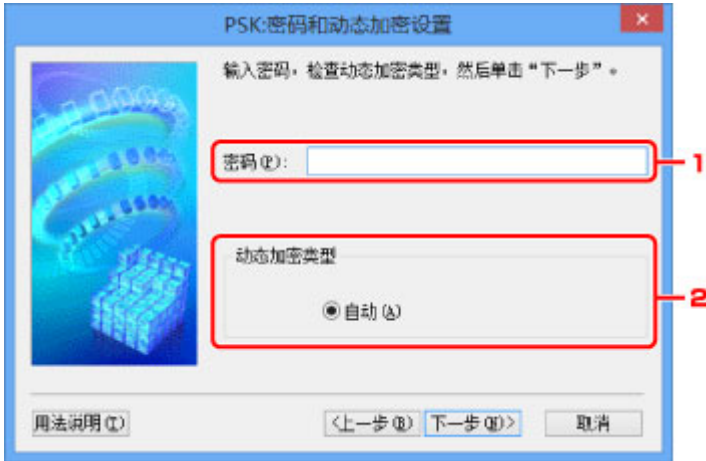 PSK:密码和动态加密设置
输入密码，检查动态加密类型，然后单击“下一步”。
密码(P):
1
动态加密类型
自动(A)
2
用法说明(I)
<上一步(B) 下一步(N)> 取消